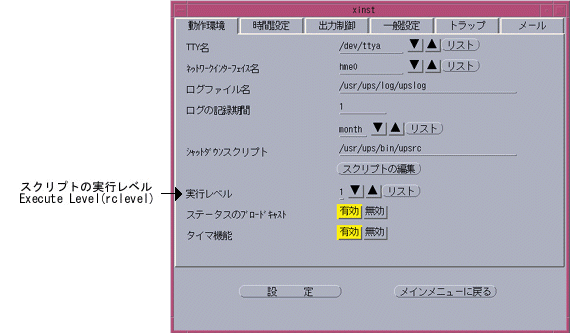 xinst
動作環境 時間設定 出力制御 一般設定 トラップ メール
TTY名 /dev/ttya ▼ ▲ リスト
ﾈｯﾄﾜｰｸｲﾝﾀｰﾌｪｲｽ名 hme0 ▼ ▲ リスト
ログファイル名 /usr/ups/log/upslog
ログの記録期間 1
month ▼ ▲ リスト
ｼｬｯﾄﾀﾞｳﾝスクリプト /usr/ups/bin/upsrc
スクリプトの編集
スクリプトの実行レベル
Execute Level(rclevel)
実行レベル 1 ▼ ▲ リスト
ステータスのﾌﾞﾛｰﾄﾞｷｬｽﾄ 有効 無効
タイマ機能 有効 無効
設 定 メインメニューに戻る